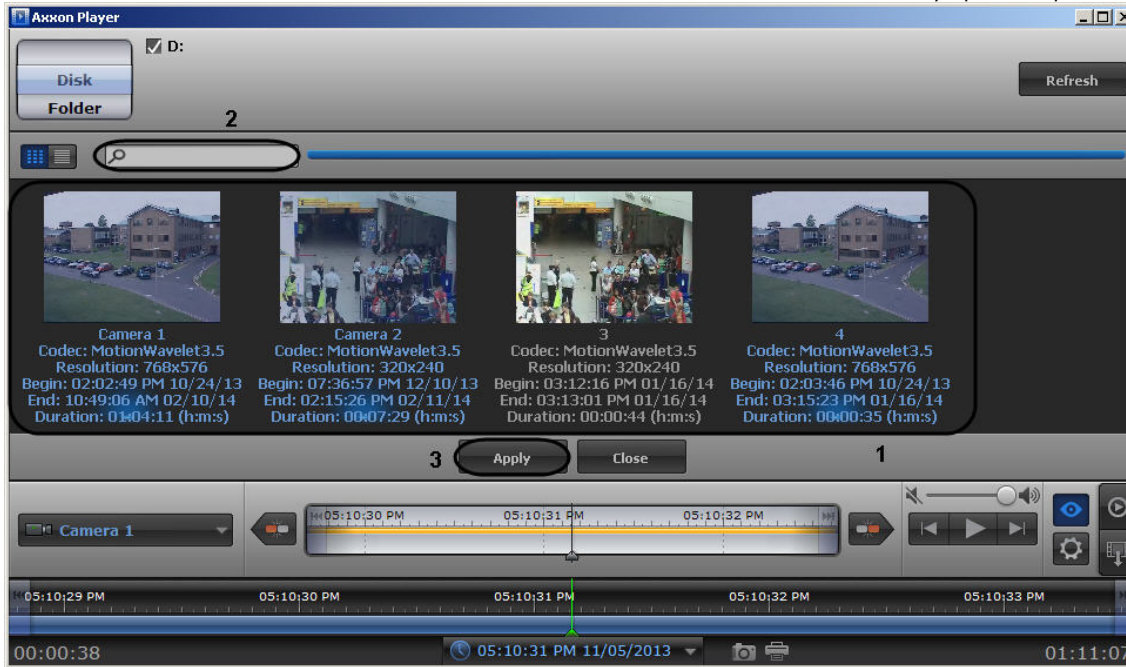 Axxon Player
D:
Disk
Folder
Refresh
2
Camera 1
Codec: MotionWavelet3.5
Resolution: 768x576
Begin: 02:02:49 PM 10/24/13
End: 10:49:06 AM 02/10/14
Duration: 01:04:11 (h:m:s)
Camera 2
Codec: MotionWavelet3.5
Resolution: 320x240
Begin: 07:36:57 PM 12/10/13
End: 02:15:26 PM 02/11/14
Duration: 00:07:29 (h:m:s)
3
Codec: MotionWavelet3.5
Resolution: 320x240
Begin: 03:12:16 PM 01/16/14
End: 03:13:01 PM 01/16/14
Duration: 00:00:44 (h:m:s)
4
Codec: MotionWavelet3.5
Resolution: 768x576
Begin: 02:03:46 PM 10/24/13
End: 03:15:23 PM 01/16/14
Duration: 00:00:35 (h:m:s)
3 Apply Close 1
Camera 1
05:10:30 PM 05:10:31 PM 05:10:32 PM
05:10:29 PM 05:10:30 PM 05:10:31 PM 05:10:32 PM 05:10:33 PM
00:00:38 05:10:31 PM 11/05/2013 01:11:07